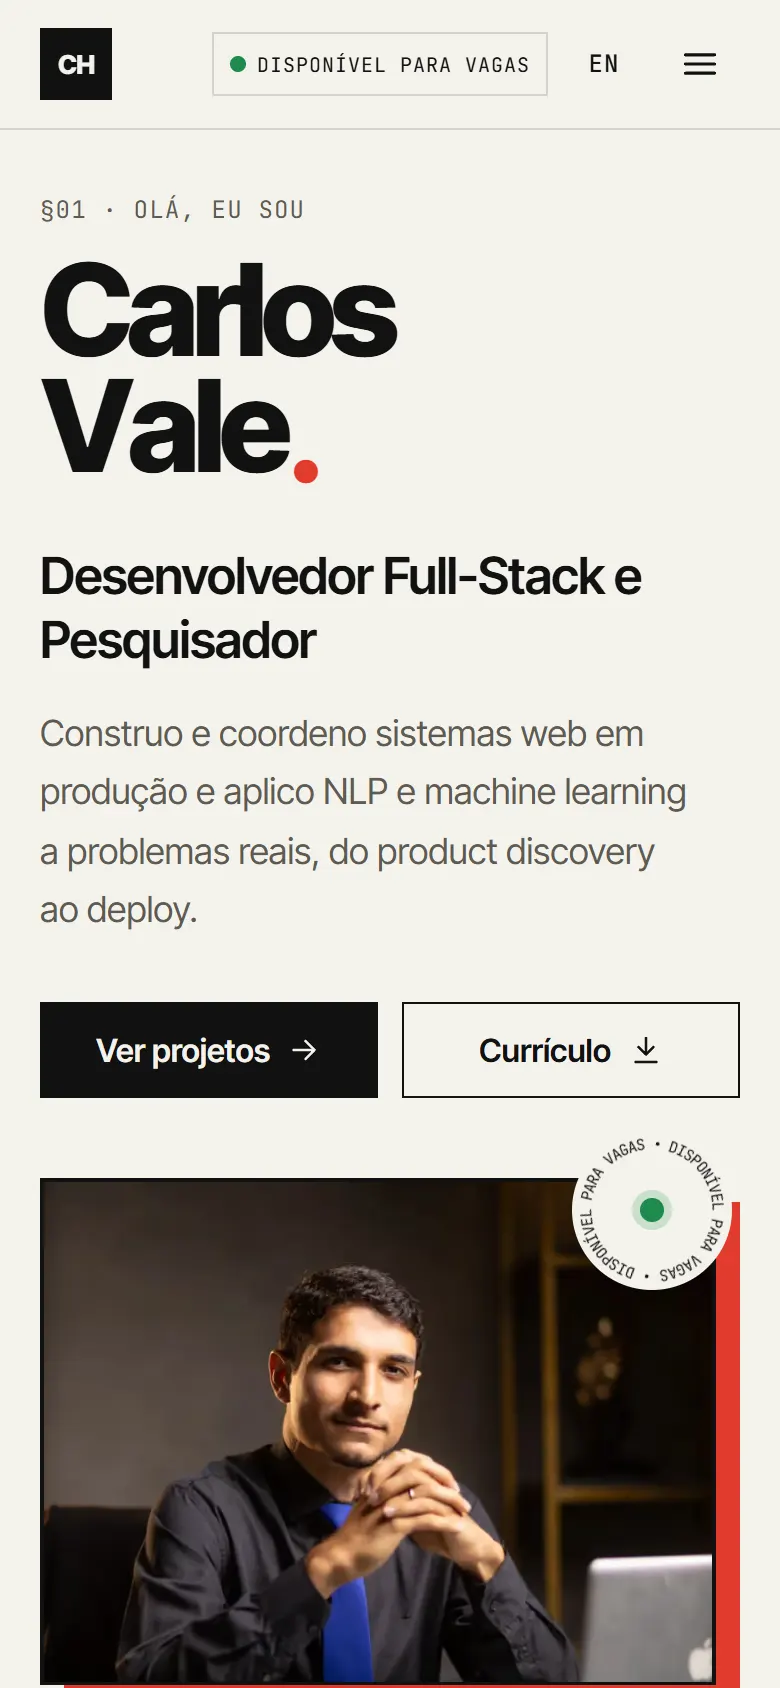 CH
DISPONÍVEL PARA VAGAS
EN
§01 · OLÁ, EU SOU
Carlos
Vale.
Desenvolvedor Full-Stack e
Pesquisador
Construo e coordeno sistemas web em
produção e aplico NLP e machine learning
a problemas reais, do product discovery
ao deploy.
Ver projetos →
Currículo
DISPONÍVEL PARA VAGAS • DISPONÍVEL PARA VAGAS •